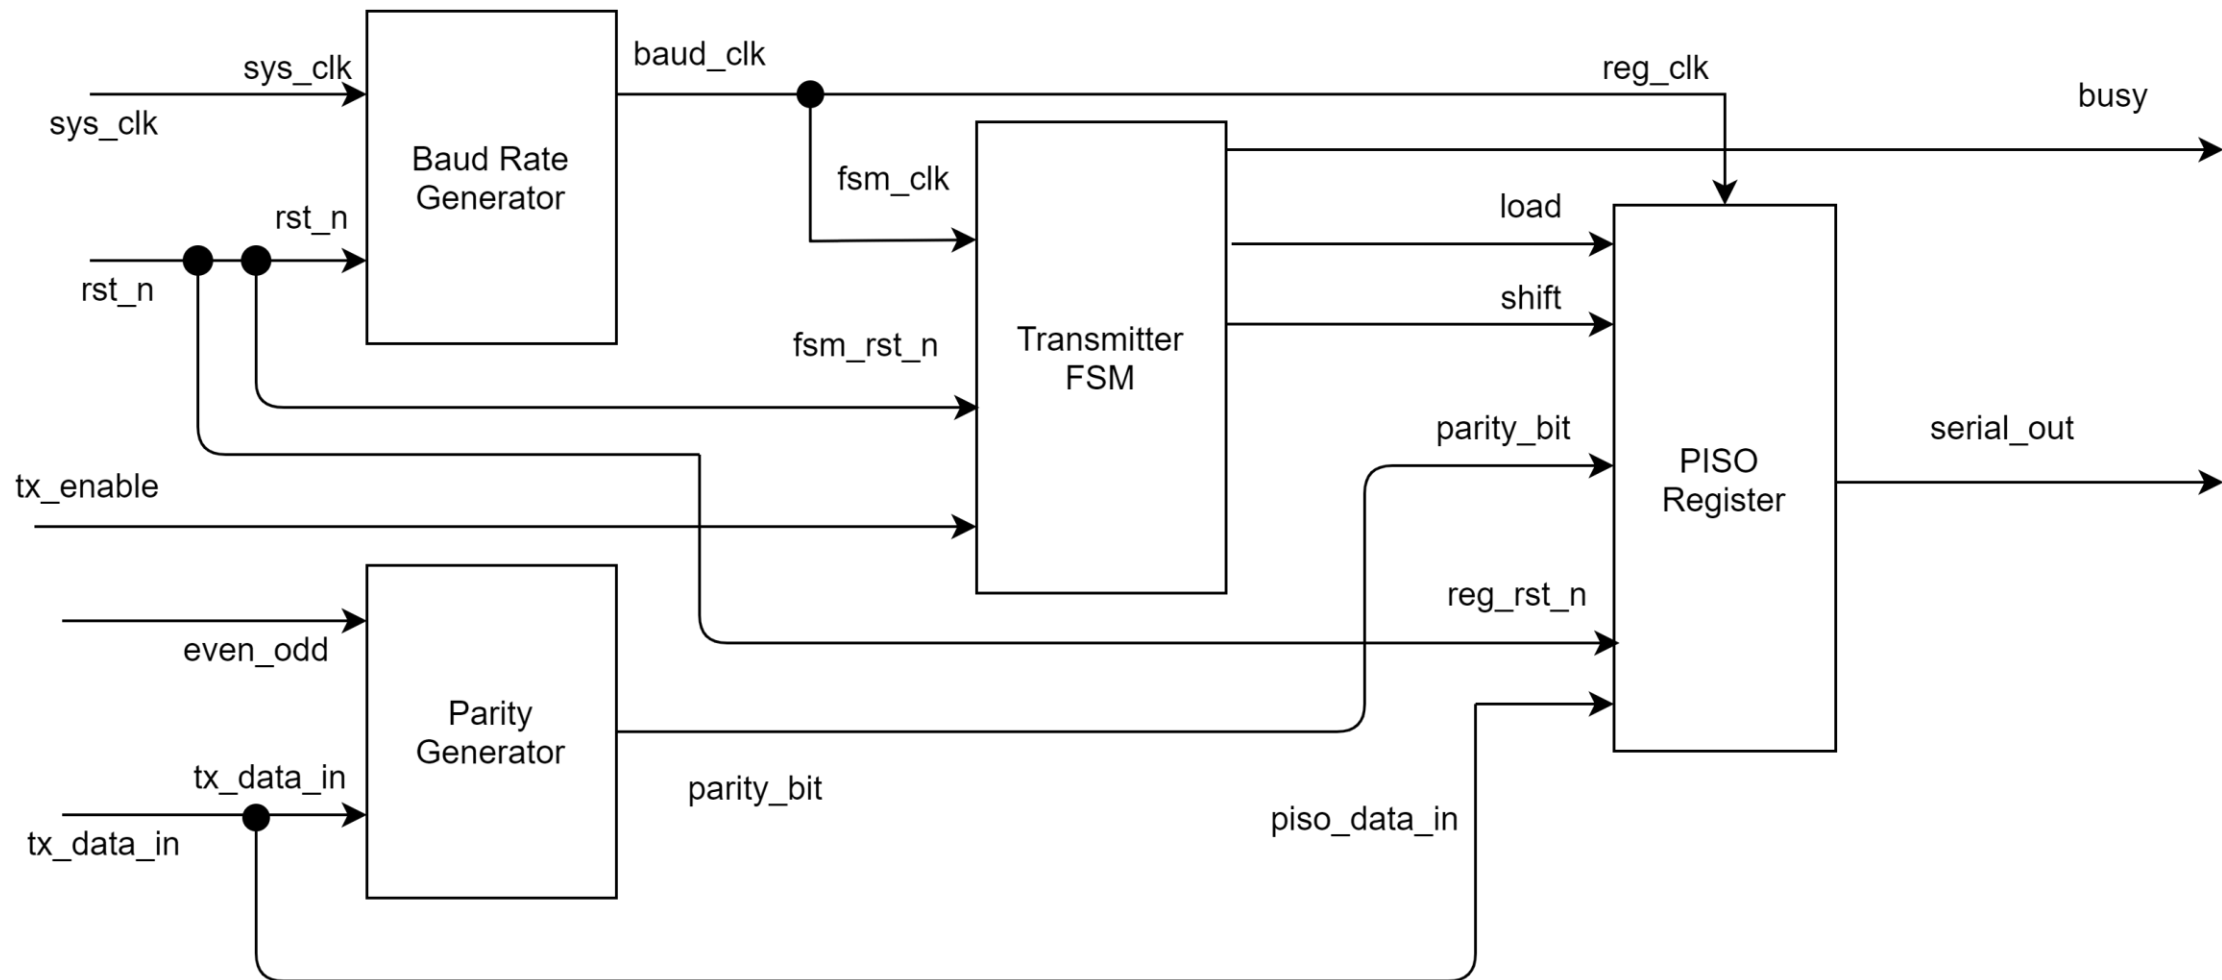 baud_clk
sys_clk
reg_clk
busy
sys_clk
Baud Rate
Generator
fsm_clk
load
rst_n
rst_n
shift
Transmitter
FSM
fsm_rst_n
parity_bit
serial_out
PISO
Register
tx_enable
reg_rst_n
even_odd
Parity
Generator
tx_data_in
parity_bit
piso_data_in
tx_data_in